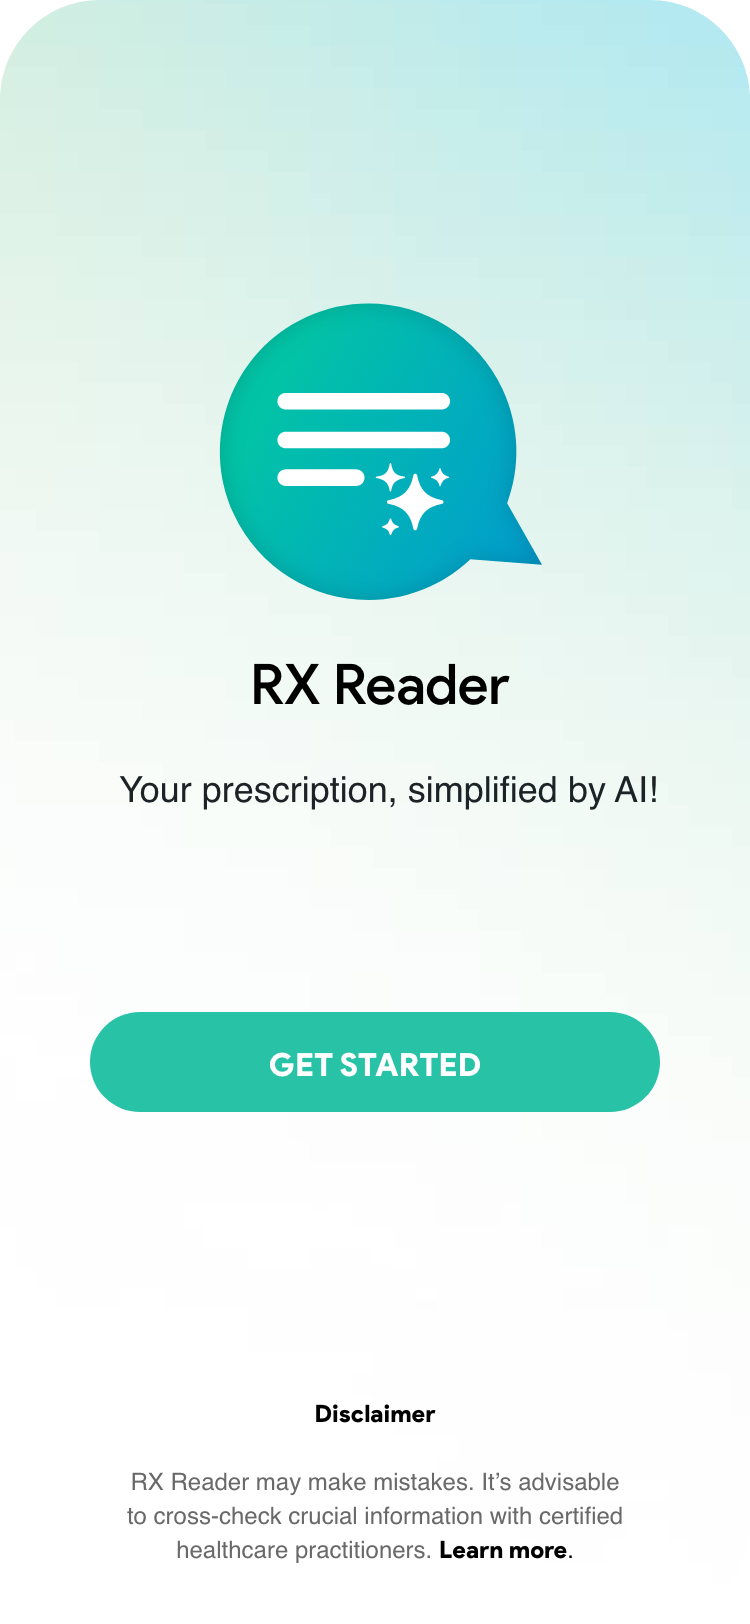 RX Reader
Your prescription, simplified by AI!
GET STARTED
Disclaimer
RX Reader may make mistakes. It’s advisable
to cross-check crucial information with certified
healthcare practitioners. Learn more.